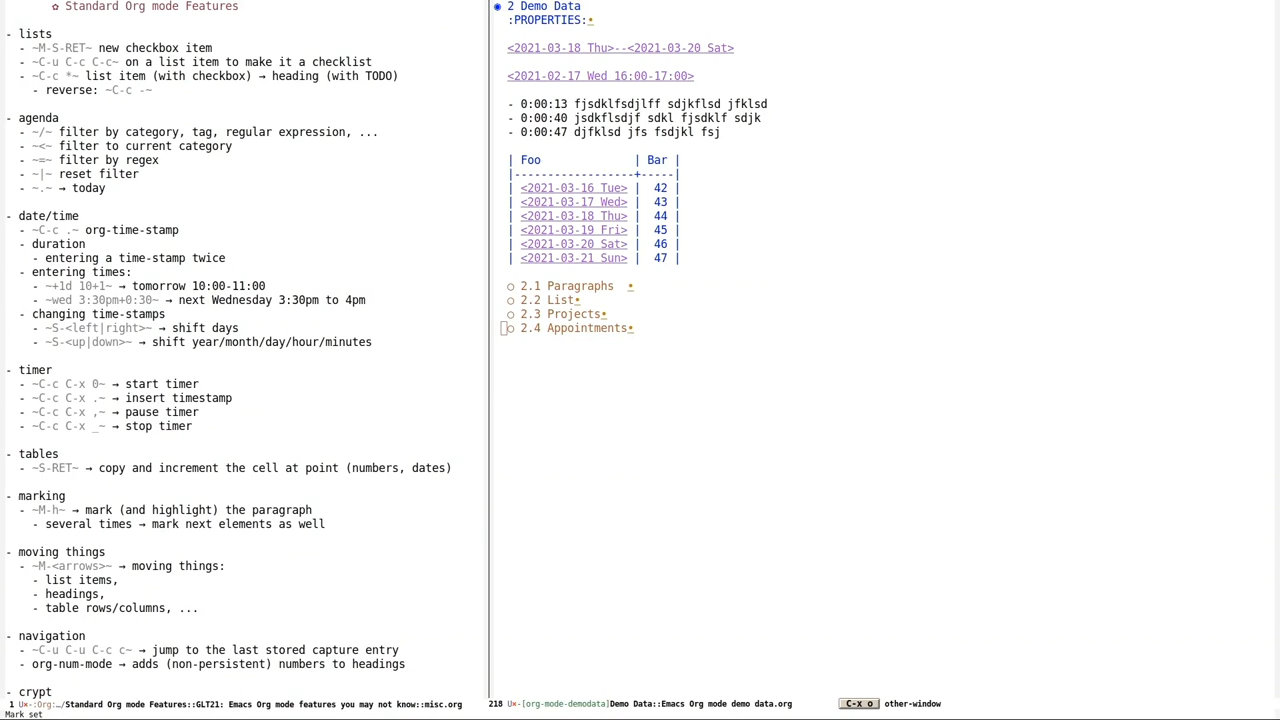 ✿ Standard Org mode Features
- lists
- ~M-S-RET~ new checkbox item
- ~C-u C-c C-c~ on a list item to make it a checklist
- ~C-c *~ list item (with checkbox) → heading (with TODO)
- reverse: ~C-c -~
- agenda
- ~/~ filter by category, tag, regular expression, ...
- ~<~ filter to current category
- ~=~ filter by regex
- ~|~ reset filter
- ~.~ → today
- date/time
- ~C-c .~ org-time-stamp
- duration
- entering a time-stamp twice
- entering times:
- ~+1d 10+1~ → tomorrow 10:00-11:00
- ~wed 3:30pm+0:30~ → next Wednesday 3:30pm to 4pm
- changing time-stamps
- ~S-<left|right>~ → shift days
- ~S-<up|down>~ → shift year/month/day/hour/minutes
- timer
- ~C-c C-x 0~ → start timer
- ~C-c C-x .~ → insert timestamp
- ~C-c C-x ,~ → pause timer
- ~C-c C-x _~ → stop timer
- tables
- ~S-RET~ → copy and increment the cell at point (numbers, dates)
- marking
- ~M-h~ → mark (and highlight) the paragraph
- several times → mark next elements as well
- moving things
- ~M-<arrows>~ → moving things:
- list items,
- headings,
- table rows/columns, ...
- navigation
- ~C-u C-u C-c c~ → jump to the last stored capture entry
- org-num-mode → adds (non-persistent) numbers to headings
- crypt
1 U×-:Org:…/Standard Org mode Features::GLT21: Emacs Org mode features you may not know::misc.org
Mark set
◉ 2 Demo Data
:PROPERTIES:•
<2021-03-18 Thu>--<2021-03-20 Sat>
<2021-02-17 Wed 16:00-17:00>
- 0:00:13 fjsdklfsdjlff sdjkflsd jfklsd
- 0:00:40 jsdkflsdjf sdkl fjsdklf sdjk
- 0:00:47 djfklsd jfs fsdjkl fsj
| Foo | Bar |
|------------------+-----|
| <2021-03-16 Tue> | 42 |
| <2021-03-17 Wed> | 43 |
| <2021-03-18 Thu> | 44 |
| <2021-03-19 Fri> | 45 |
| <2021-03-20 Sat> | 46 |
| <2021-03-21 Sun> | 47 |
○ 2.1 Paragraphs •
○ 2.2 List•
○ 2.3 Projects•
○ 2.4 Appointments•
218 U×-[org-mode-demodata]Demo Data::Emacs Org mode demo data.org C-x o other-window